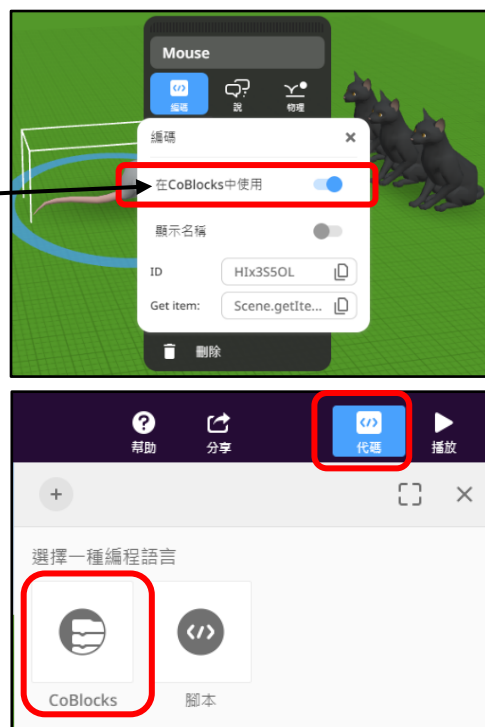 Mouse
編碼 說 物理
編碼
在CoBlocks中使用
顯示名稱
ID HIx3S5OL
Get item: Scene.getIte...
刪除
幫助 分享 代碼 播放
選擇一種編程語言
CoBlocks 腳本